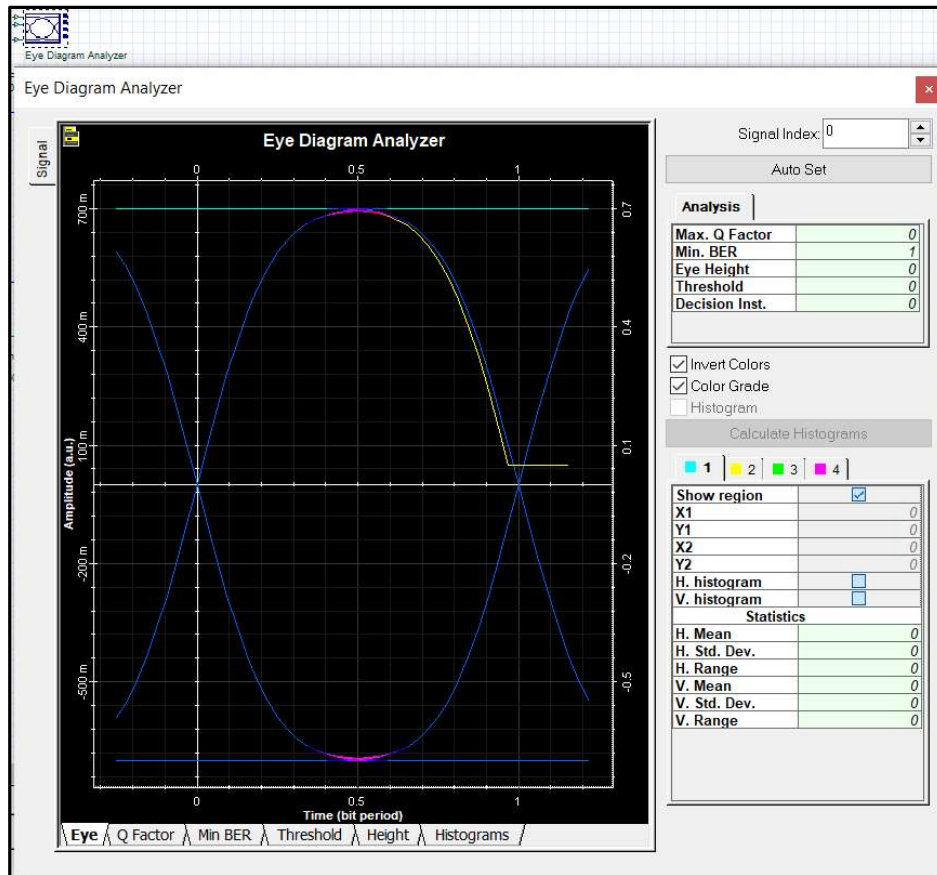 Eye Diagram Analyzer
Eye Diagram Analyzer
Signal
Eye Diagram Analyzer
0 0.5 1
700 m
400 m
100 m
-200 m
-500 m
Amplitude (a.u.)
0.7
0.4
0.1
-0.2
-0.5
0 0.5 1
Time (bit period)
Eye Q Factor Min BER Threshold Height Histograms
Signal Index: 0
Auto Set
Analysis
Max. Q Factor 0
Min. BER 1
Eye Height 0
Threshold 0
Decision Inst. 0
Invert Colors
Color Grade
Histogram
Calculate Histograms
1 2 3 4
Show region
X1 0
Y1 0
X2 0
Y2 0
H. histogram
V. histogram
Statistics
H. Mean 0
H. Std. Dev. 0
H. Range 0
V. Mean 0
V. Std. Dev. 0
V. Range 0